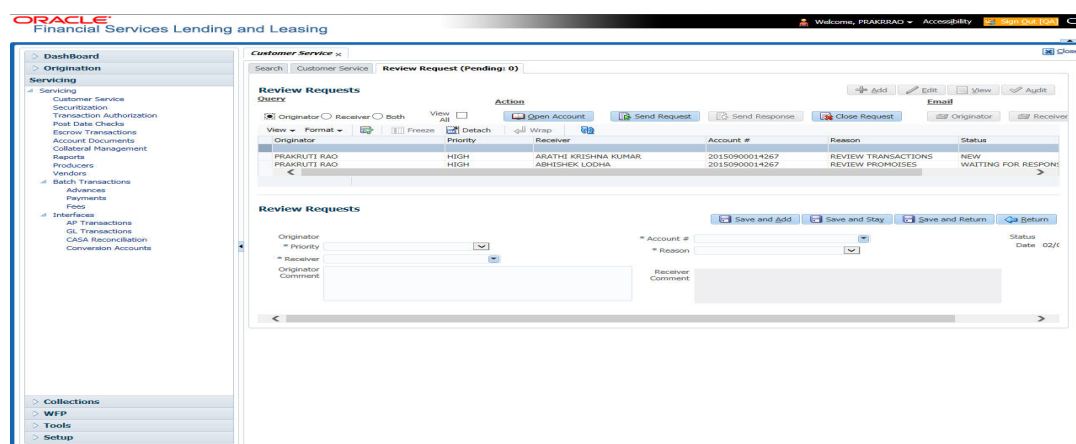 ORACLE
Financial Services Lending and Leasing
Welcome, PRAKRRAO Accessibility Sign Out [QA]
DashBoard
Origination
Servicing
Servicing
Customer Service
Securitization
Transaction Authorization
Post Date Checks
Escrow Transactions
Account Documents
Collateral Management
Reports
Producers
Vendors
Batch Transactions
Advances
Payments
Fees
Interfaces
AP Transactions
GL Transactions
CASA Reconciliation
Conversion Accounts
Collections
WFP
Tools
Setup
Customer Service x
Close
Search Customer Service Review Request (Pending: 0)
Review Requests
Add Edit View Audit
Query Action Email
Originator Receiver Both View All Open Account Send Request Send Response Close Request Originator Receiver
View Format Freeze Detach Wrap
Originator Priority Receiver Account # Reason Status
PRAKRUTI RAO HIGH ARATHI KRISHNA KUMAR 20150900014267 REVIEW TRANSACTIONS NEW
PRAKRUTI RAO HIGH ABHISHEK LODHA 20150900014267 REVIEW PROMOISES WAITING FOR RESPONS
Review Requests
Save and Add Save and Stay Save and Return Return
Originator * Account # Status
* Priority * Reason Date 02/0
* Receiver
Originator Comment Receiver Comment